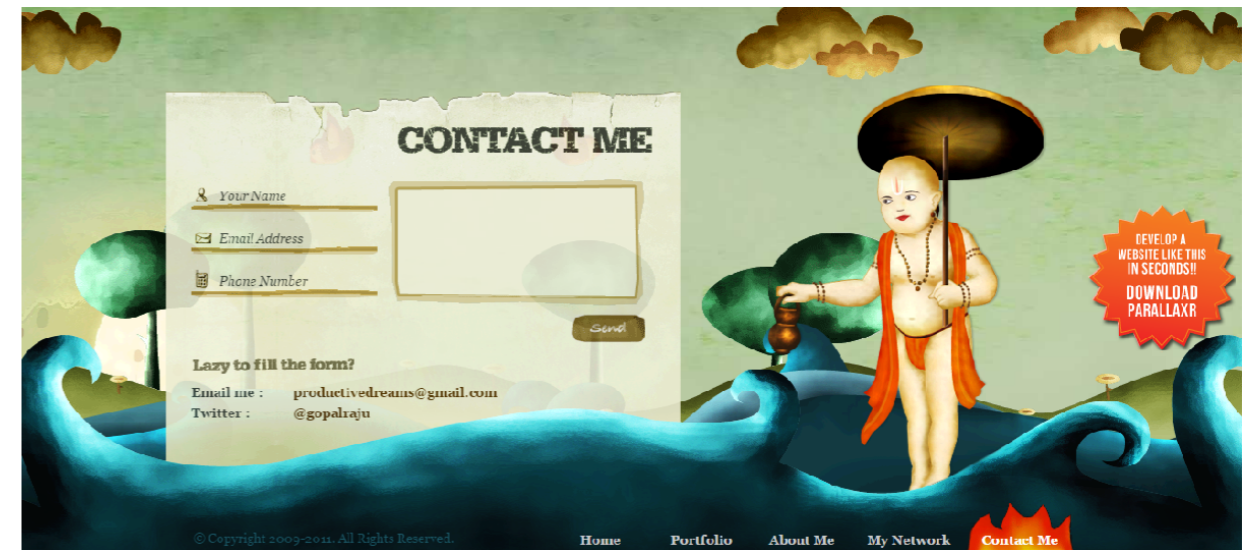 CONTACT ME
Your Name
Email Address
Phone Number
Send
Lazy to fill the form?
Email me : productivedreams@gmail.com
Twitter : @gopalraju
DEVELOP A
WEBSITE LIKE THIS
IN SECONDS!!
DOWNLOAD
PARALLAXR
© Copyright 2009-2011. All Rights Reserved.
Home Portfolio About Me My Network Contact Me